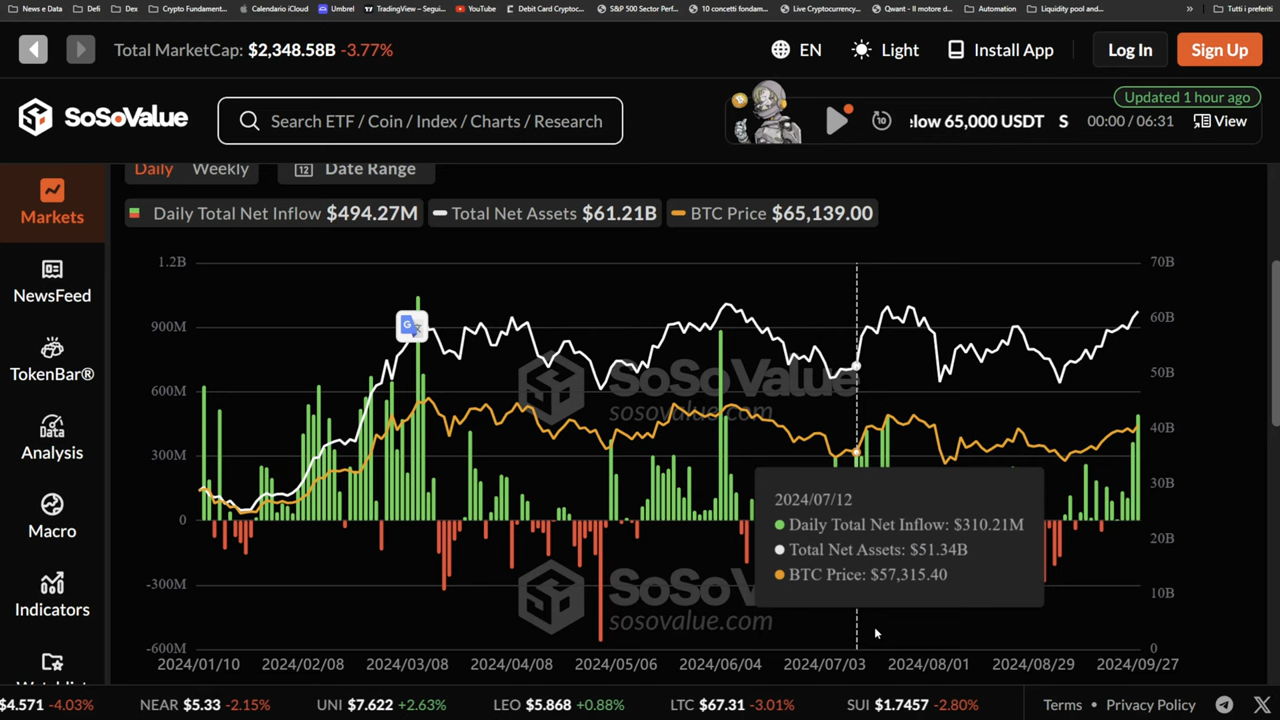 News e Data Defi Dex Crypto Fundament... Calendario iCloud Umbrel TradingView – Segui... YouTube Debit Card Cryptoc... S&P 500 Sector Perf... 10 concetti fondam... Live Cryptocurrency... Qwant - Il motore d... Automation Liquidity pool and... » Tutti i preferiti
Total MarketCap: $2,348.58B -3.77% EN Light Install App Log In Sign Up
SoSoValue Search ETF / Coin / Index / Charts / Research
Updated 1 hour ago
10 elow 65,000 USDT S 00:00 / 06:31 View
Daily Weekly 12 Date Range
Daily Total Net Inflow $494.27M Total Net Assets $61.21B BTC Price $65,139.00
Markets
NewsFeed
TokenBar®
Data
Analysis
Macro
Indicators
1.2B
900M
600M
300M
0
-300M
-600M
70B
60B
50B
40B
30B
20B
10B
0
G
SoSoValue
sosovalue.com
SoSoValue
sosovalue.com
2024/07/12
Daily Total Net Inflow: $310.21M
Total Net Assets: $51.34B
BTC Price: $57,315.40
2024/01/10 2024/02/08 2024/03/08 2024/04/08 2024/05/06 2024/06/04 2024/07/03 2024/08/01 2024/08/29 2024/09/27
$4.571 -4.03% NEAR $5.33 -2.15% UNI $7.622 +2.63% LEO $5.868 +0.88% LTC $67.31 -3.01% SUI $1.7457 -2.80% Terms • Privacy Policy